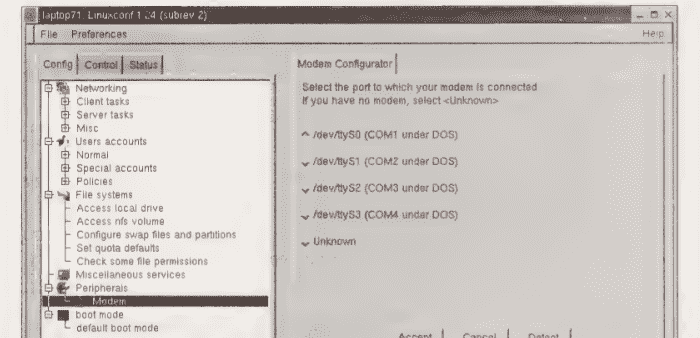 laptop71: Linuxconf 1.24 (subrev 2)
File Preferences Help
Config Control Status
Networking
Client tasks
Server tasks
Misc
Users accounts
Normal
Special accounts
Policies
File systems
Access local drive
Access nfs volume
Configure swap files and partitions
Set quota defaults
Check some file permissions
Miscellaneous services
Peripherals
Modem
boot mode
default boot mode
Modem Configurator
Select the port to which your modem is connected
If you have no modem, select <Unknown>
/dev/ttyS0 (COM1 under DOS)
/dev/ttyS1 (COM2 under DOS)
/dev/ttyS2 (COM3 under DOS)
/dev/ttyS3 (COM4 under DOS)
Unknown
Accept Cancel Detect